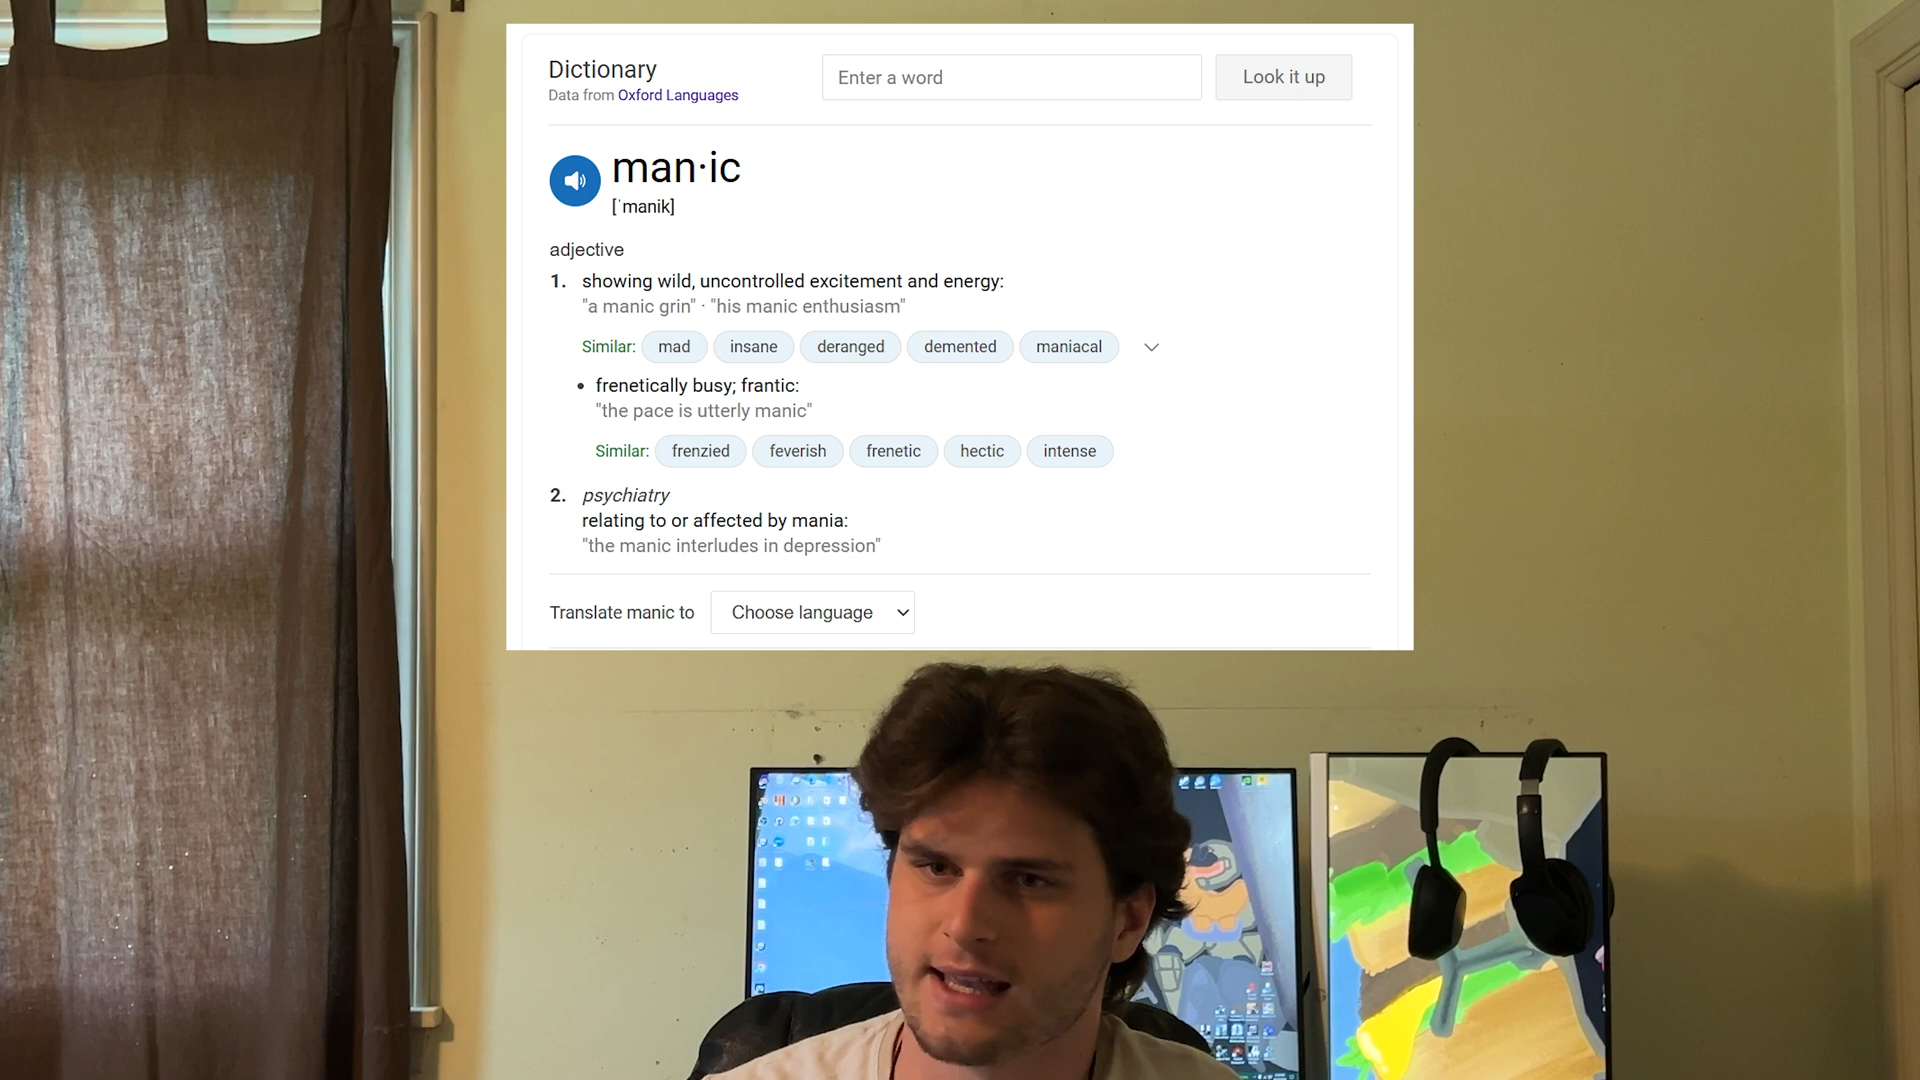 Dictionary
Data from Oxford Languages
Enter a word
Look it up
man·ic
[ˈmanik]
adjective
1. showing wild, uncontrolled excitement and energy:
"a manic grin" · "his manic enthusiasm"
Similar: mad insane deranged demented maniacal
• frenetically busy; frantic:
"the pace is utterly manic"
Similar: frenzied feverish frenetic hectic intense
2. psychiatry
relating to or affected by mania:
"the manic interludes in depression"
Translate manic to Choose language